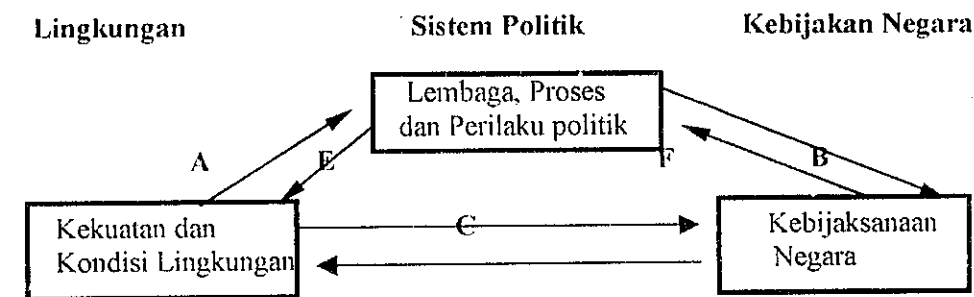 Lingkungan Sistem Politik Kebijakan Negara
Lembaga, Proses
dan Perilaku politik
A E F B
Kekuatan dan
Kondisi Lingkungan
C
Kebijaksanaan
Negara